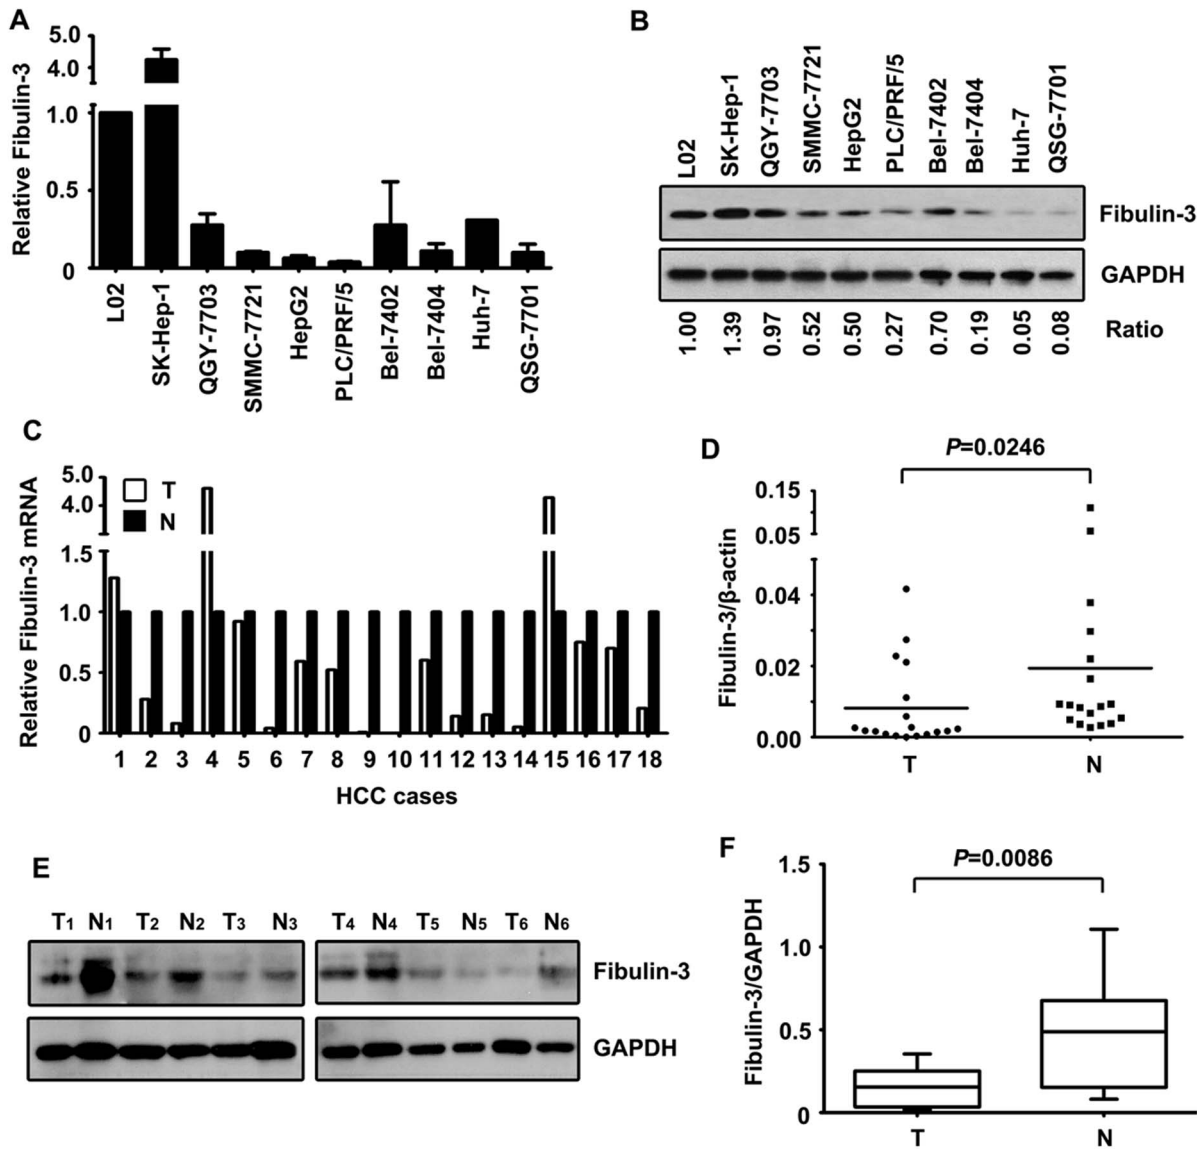 A
Relative Fibulin-3
5.0
4.0
1.0
0.5
0
L02
SK-Hep-1
QGY-7703
SMMC-7721
HepG2
PLC/PRF/5
Bel-7402
Bel-7404
Huh-7
QSG-7701
B
L02
SK-Hep-1
QGY-7703
SMMC-7721
HepG2
PLC/PRF/5
Bel-7402
Bel-7404
Huh-7
QSG-7701
Fibulin-3
GAPDH
1.00 1.39 0.97 0.52 0.50 0.27 0.70 0.19 0.05 0.08 Ratio
C
Relative Fibulin-3 mRNA
5.0
4.0
1.5
1.0
0.5
0
T
N
1 2 3 4 5 6 7 8 9 10 11 12 13 14 15 16 17 18
HCC cases
D
P=0.0246
Fibulin-3/β-actin
0.15
0.05
0.04
0.02
0.00
T N
E
T1 N1 T2 N2 T3 N3 T4 N4 T5 N5 T6 N6
Fibulin-3
GAPDH
F
P=0.0086
Fibulin-3/GAPDH
1.5
1.0
0.5
0
T N